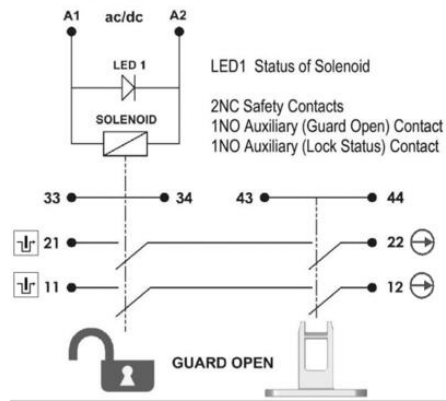 A1 ac/dc A2
LED 1
LED1 Status of Solenoid
SOLENOID
2NC Safety Contacts
1NO Auxiliary (Guard Open) Contact
1NO Auxiliary (Lock Status) Contact
33 34 43 44
21 22
11 12
GUARD OPEN